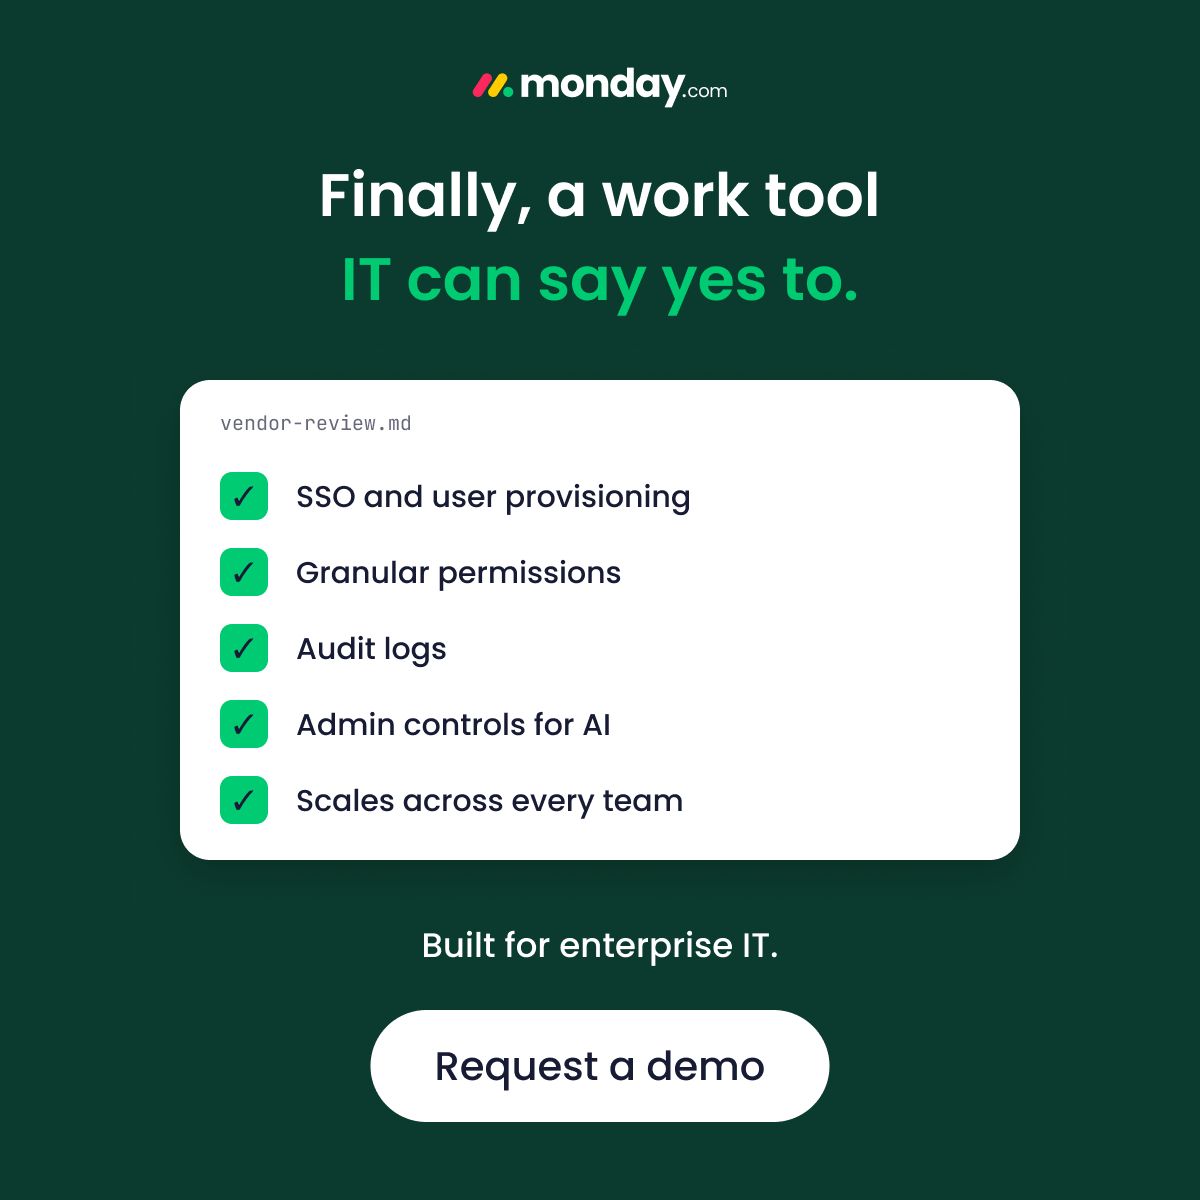 monday.com
Finally, a work tool
IT can say yes to.
vendor-review.md
✓ SSO and user provisioning
✓ Granular permissions
✓ Audit logs
✓ Admin controls for AI
✓ Scales across every team
Built for enterprise IT.
Request a demo